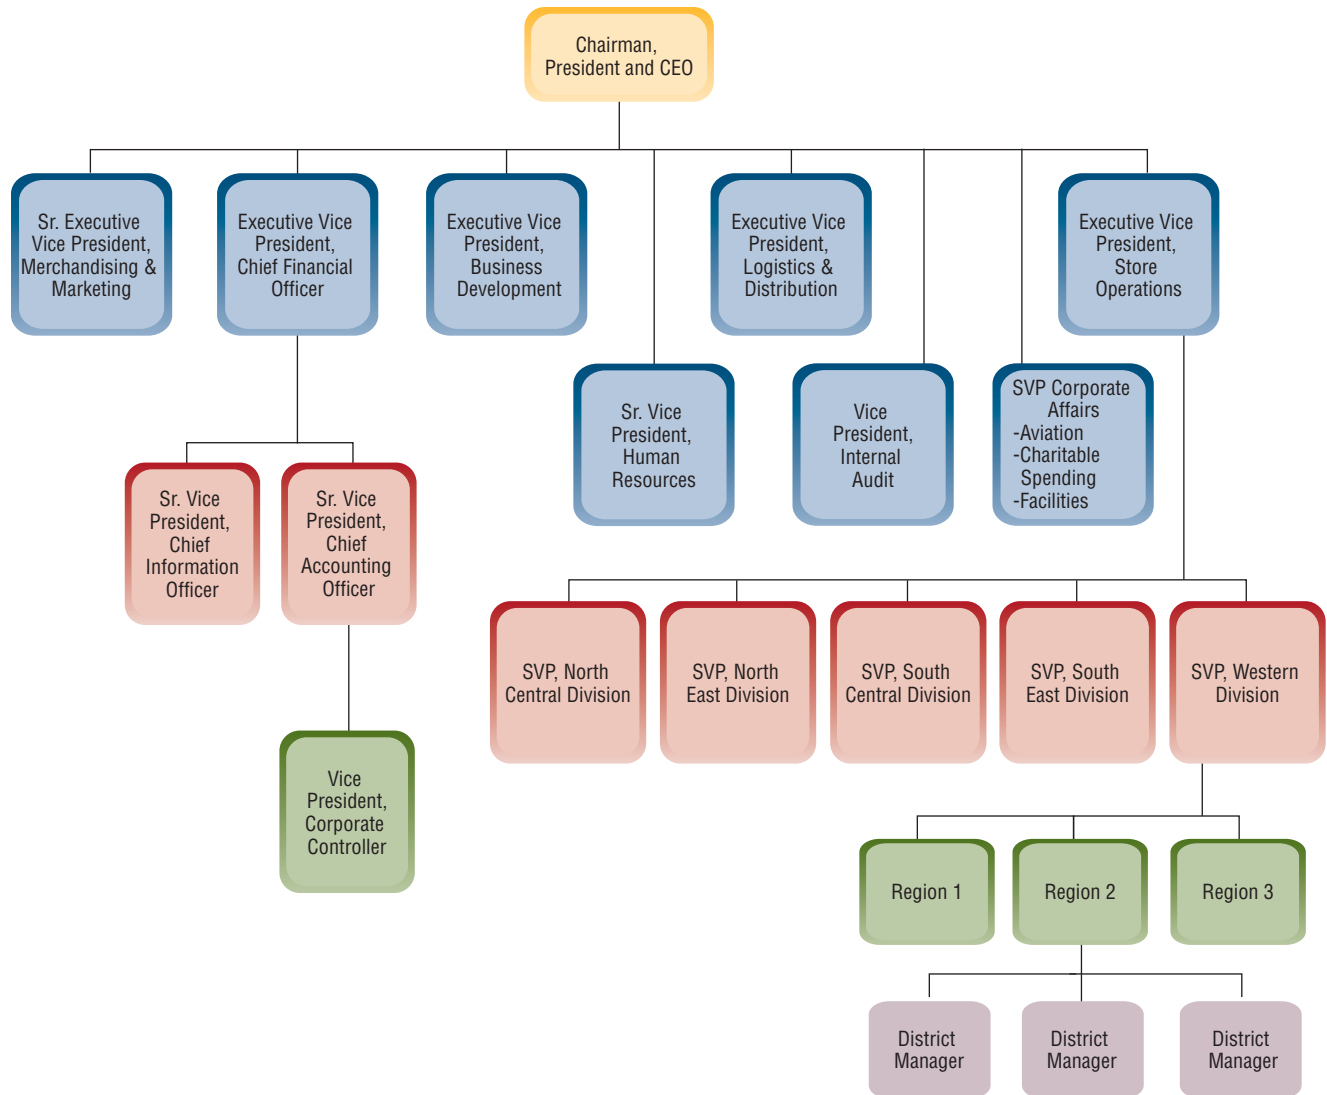 Chairman,
President and CEO
Sr. Executive
Vice President,
Merchandising &
Marketing
Executive Vice
President,
Chief Financial
Officer
Executive Vice
President,
Business
Development
Executive Vice
President,
Logistics &
Distribution
Executive Vice
President,
Store
Operations
Sr. Vice
President,
Human
Resources
Vice
President,
Internal
Audit
SVP Corporate
Affairs
-Aviation
-Charitable
Spending
-Facilities
Sr. Vice
President,
Chief
Information
Officer
Sr. Vice
President,
Chief
Accounting
Officer
SVP, North
Central Division
SVP, North
East Division
SVP, South
Central Division
SVP, South
East Division
SVP, Western
Division
Vice
President,
Corporate
Controller
Region 1
Region 2
Region 3
District
Manager
District
Manager
District
Manager